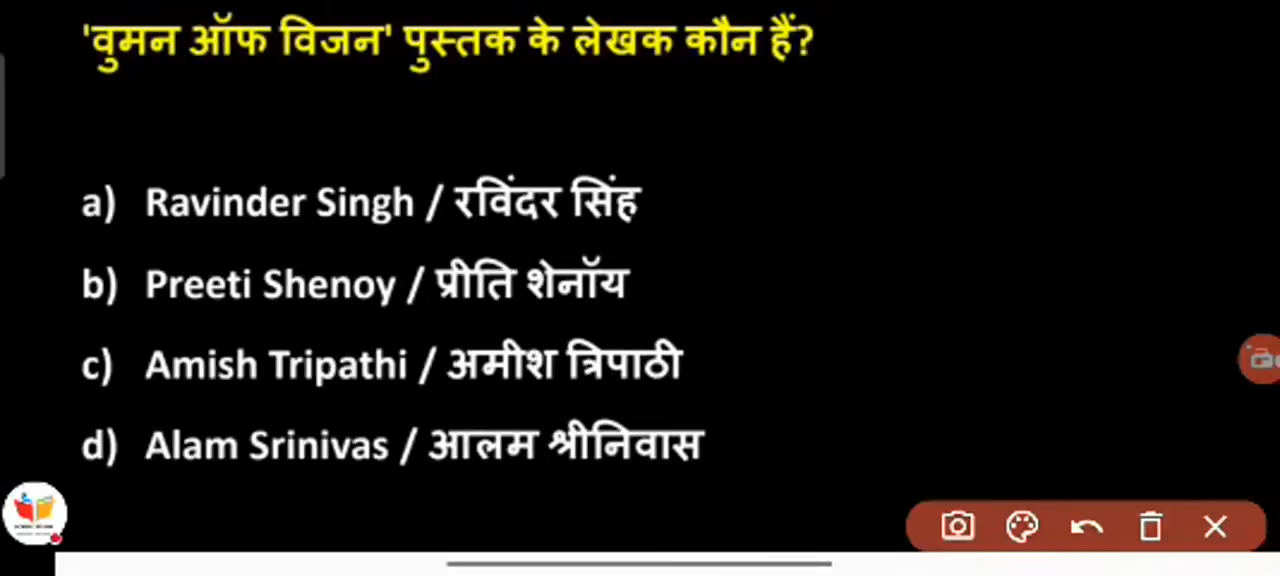 'वुमन ऑफ विजन' पुस्तक के लेखक कौन हैं?
a) Ravinder Singh / रविंदर सिंह
b) Preeti Shenoy / प्रीति शेनॉय
c) Amish Tripathi / अमीश त्रिपाठी
d) Alam Srinivas / आलम श्रीनिवास